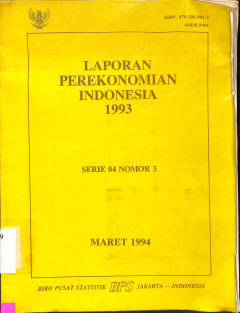 LAPORAN
PEREKONOMIAN
INDONESIA
1993
SERIE 04 NOMOR 3
MARET 1994
BIRO PUSAT STATISTIK BPS JAKARTA — INDONESIA